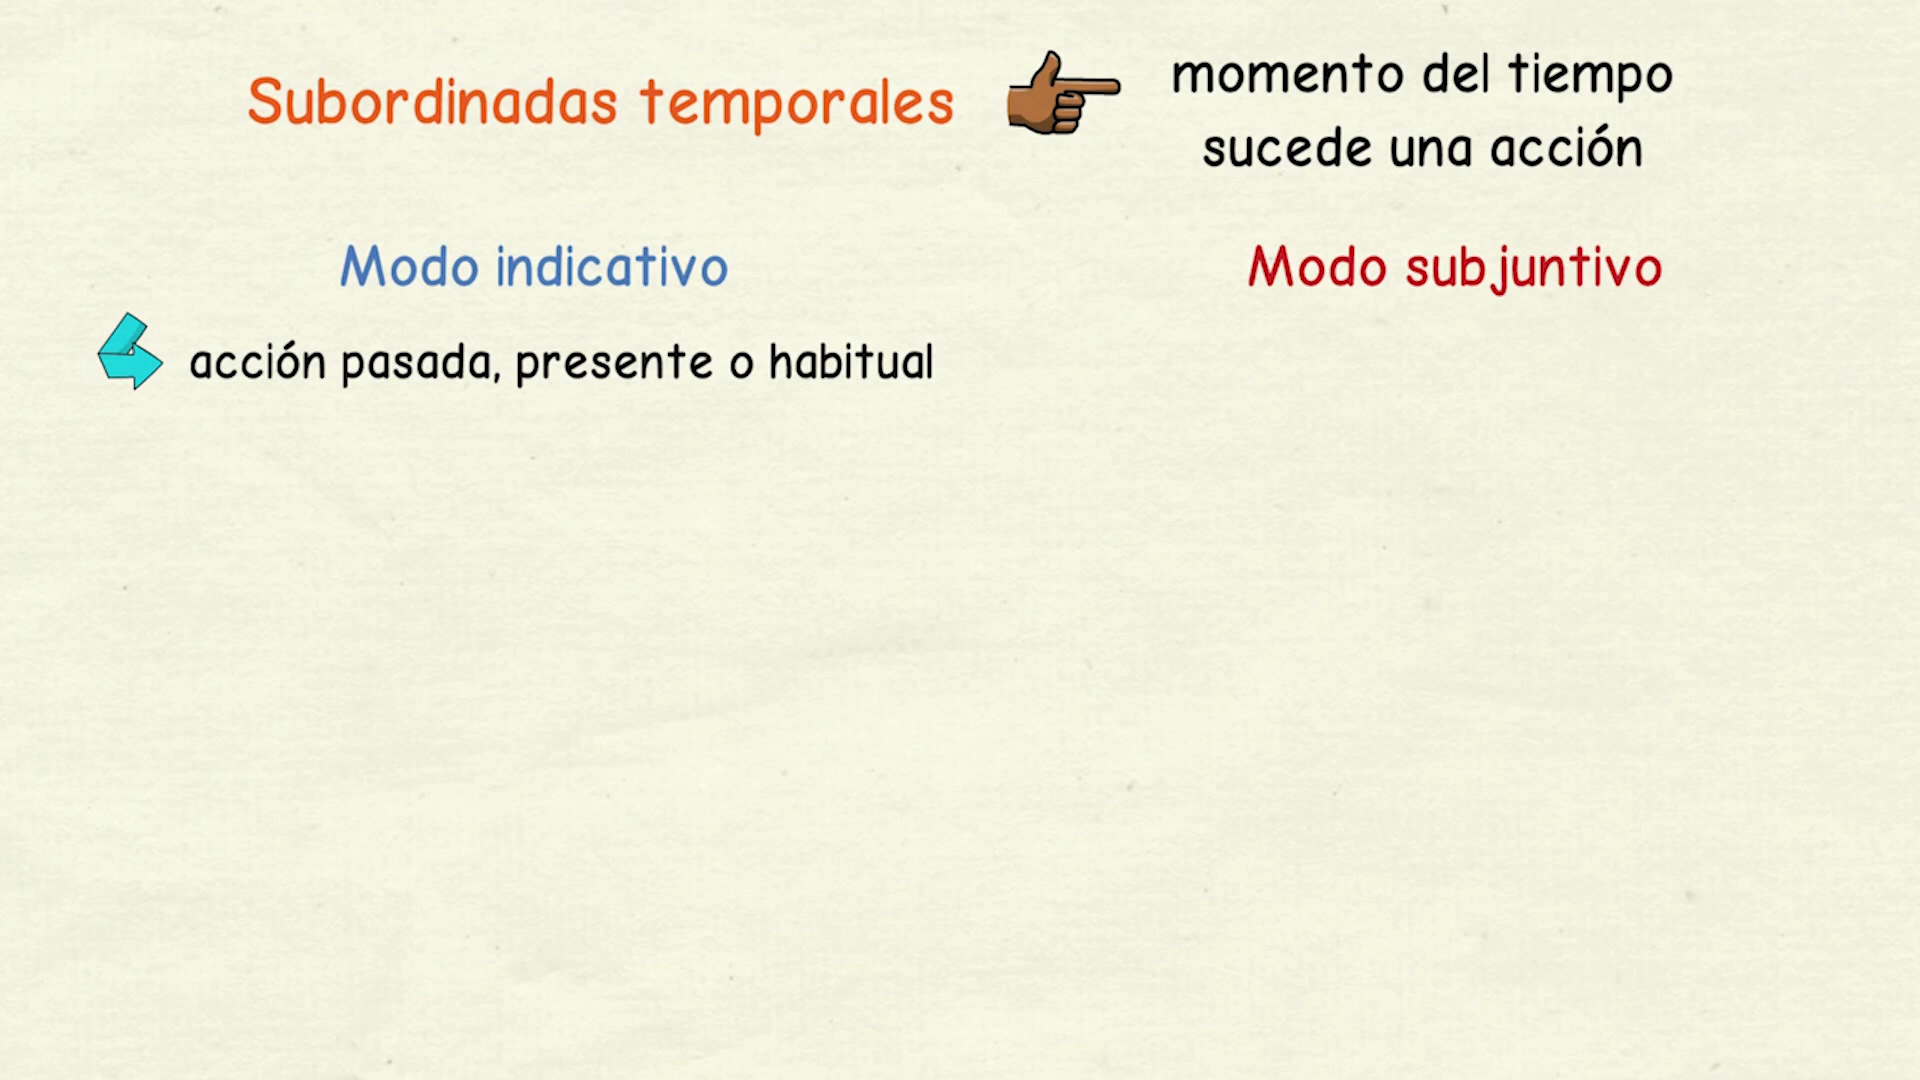 Subordinadas temporales
momento del tiempo
sucede una acción
Modo indicativo
Modo subjuntivo
acción pasada, presente o habitual